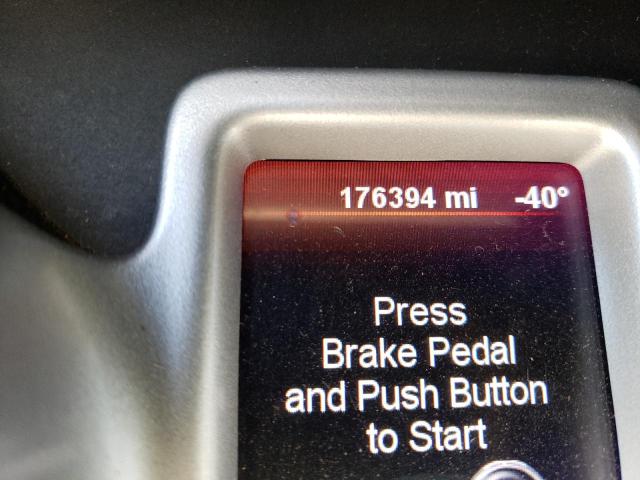 176394 mi -40°
Press
Brake Pedal
and Push Button
to Start